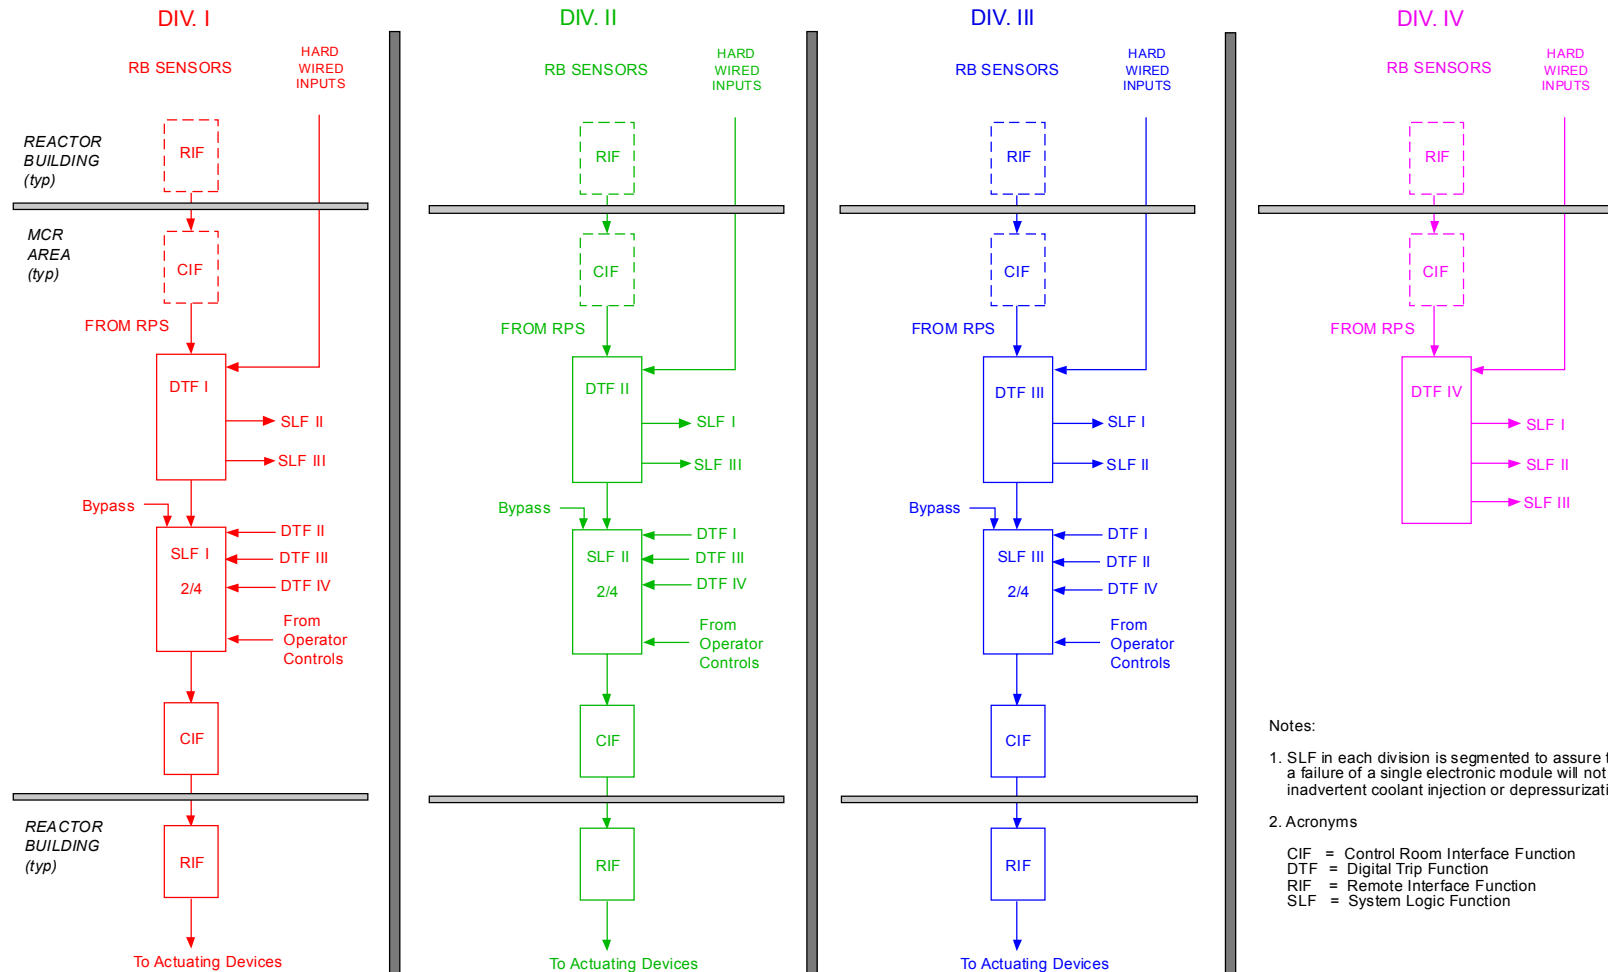 DIV. I
RB SENSORS
HARD
WIRED
INPUTS
REACTOR
BUILDING
(typ)
RIF
MCR
AREA
(typ)
CIF
FROM RPS
DTF I
SLF II
SLF III
Bypass
SLF I
2/4
DTF II
DTF III
DTF IV
From
Operator
Controls
CIF
REACTOR
BUILDING
(typ)
RIF
To Actuating Devices
DIV. II
RB SENSORS
HARD
WIRED
INPUTS
RIF
CIF
FROM RPS
DTF II
SLF I
SLF III
Bypass
SLF II
2/4
DTF I
DTF III
DTF IV
From
Operator
Controls
CIF
RIF
To Actuating Devices
DIV. III
RB SENSORS
HARD
WIRED
INPUTS
RIF
CIF
FROM RPS
DTF III
SLF I
SLF II
Bypass
SLF III
2/4
DTF I
DTF II
DTF IV
From
Operator
Controls
CIF
RIF
To Actuating Devices
DIV. IV
RB SENSORS
HARD
WIRED
INPUTS
RIF
CIF
FROM RPS
DTF IV
SLF I
SLF II
SLF III
Notes:
1. SLF in each division is segmented to assure
a failure of a single electronic module will not
inadvertent coolant injection or
2. Acronyms
CIF = Control Room Interface Function
DTF = Digital Trip Function
RIF = Remote Interface Function
SLF = System Logic Function